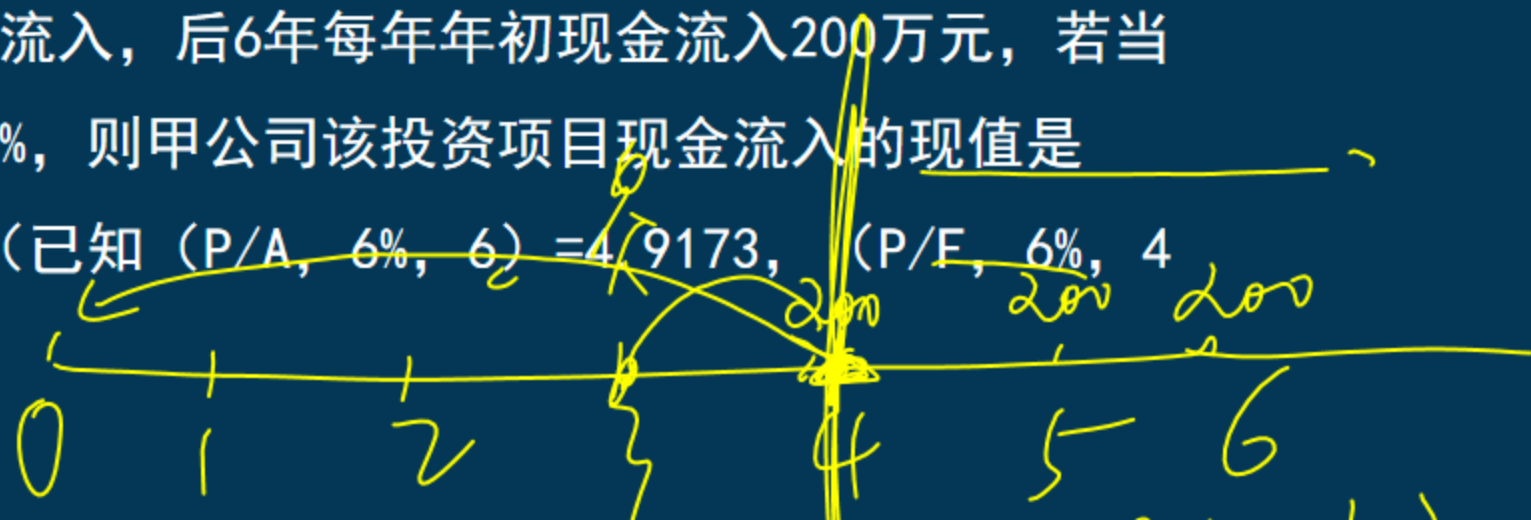 流入，后6年每年年初现金流入200万元，若当
%，则甲公司该投资项目现金流入的现值是
（已知（P/A，6%，6）=4.9173，（P/F，6%，4
200 200 200
0 1 2 3 4 5 6